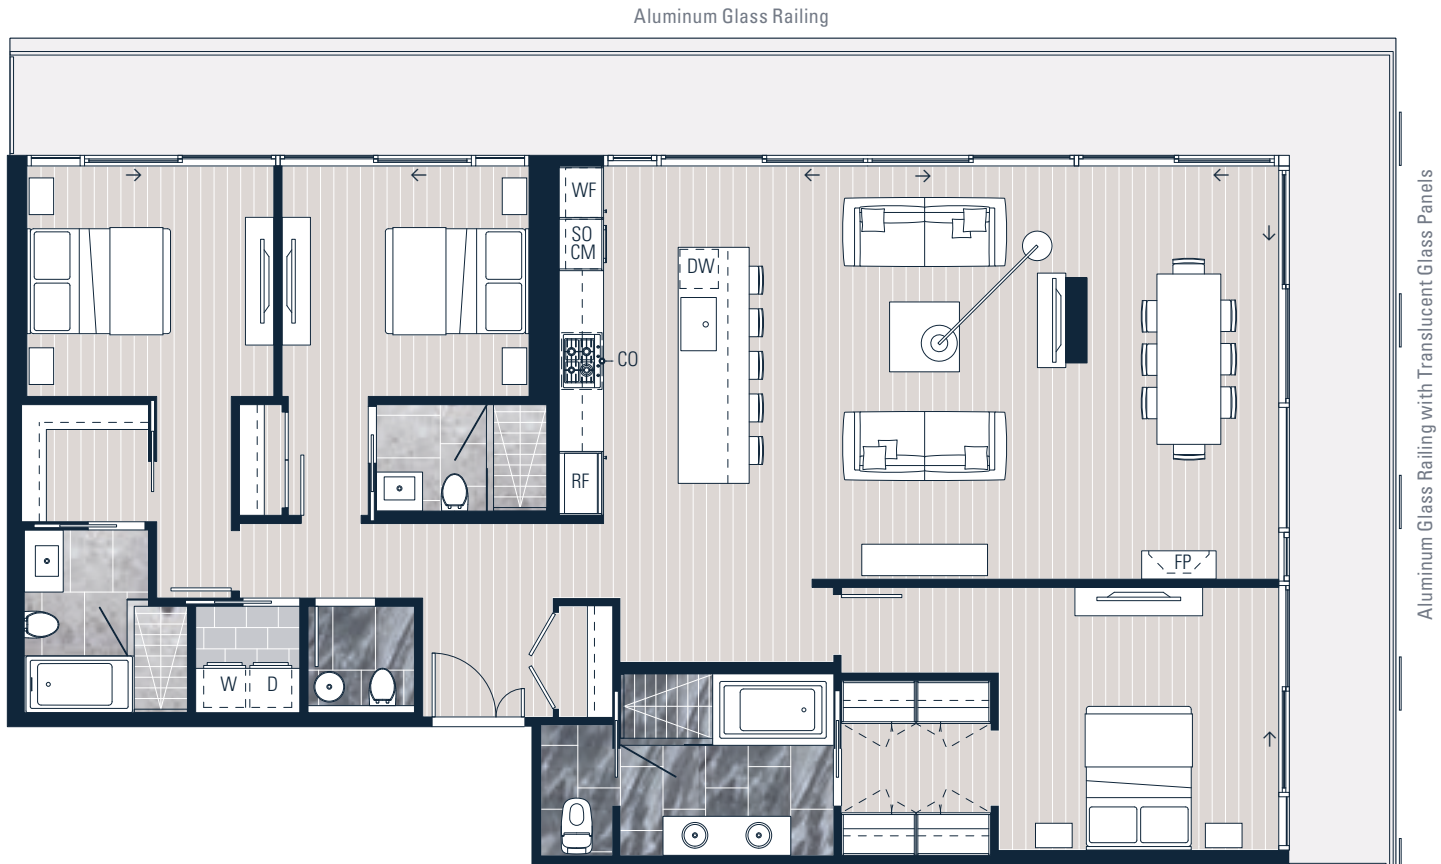 Aluminum Glass Railing
WF
SO
CM
DW
CO
RF
FP
W
D
Aluminum Glass Railing with Translucent Glass Panels